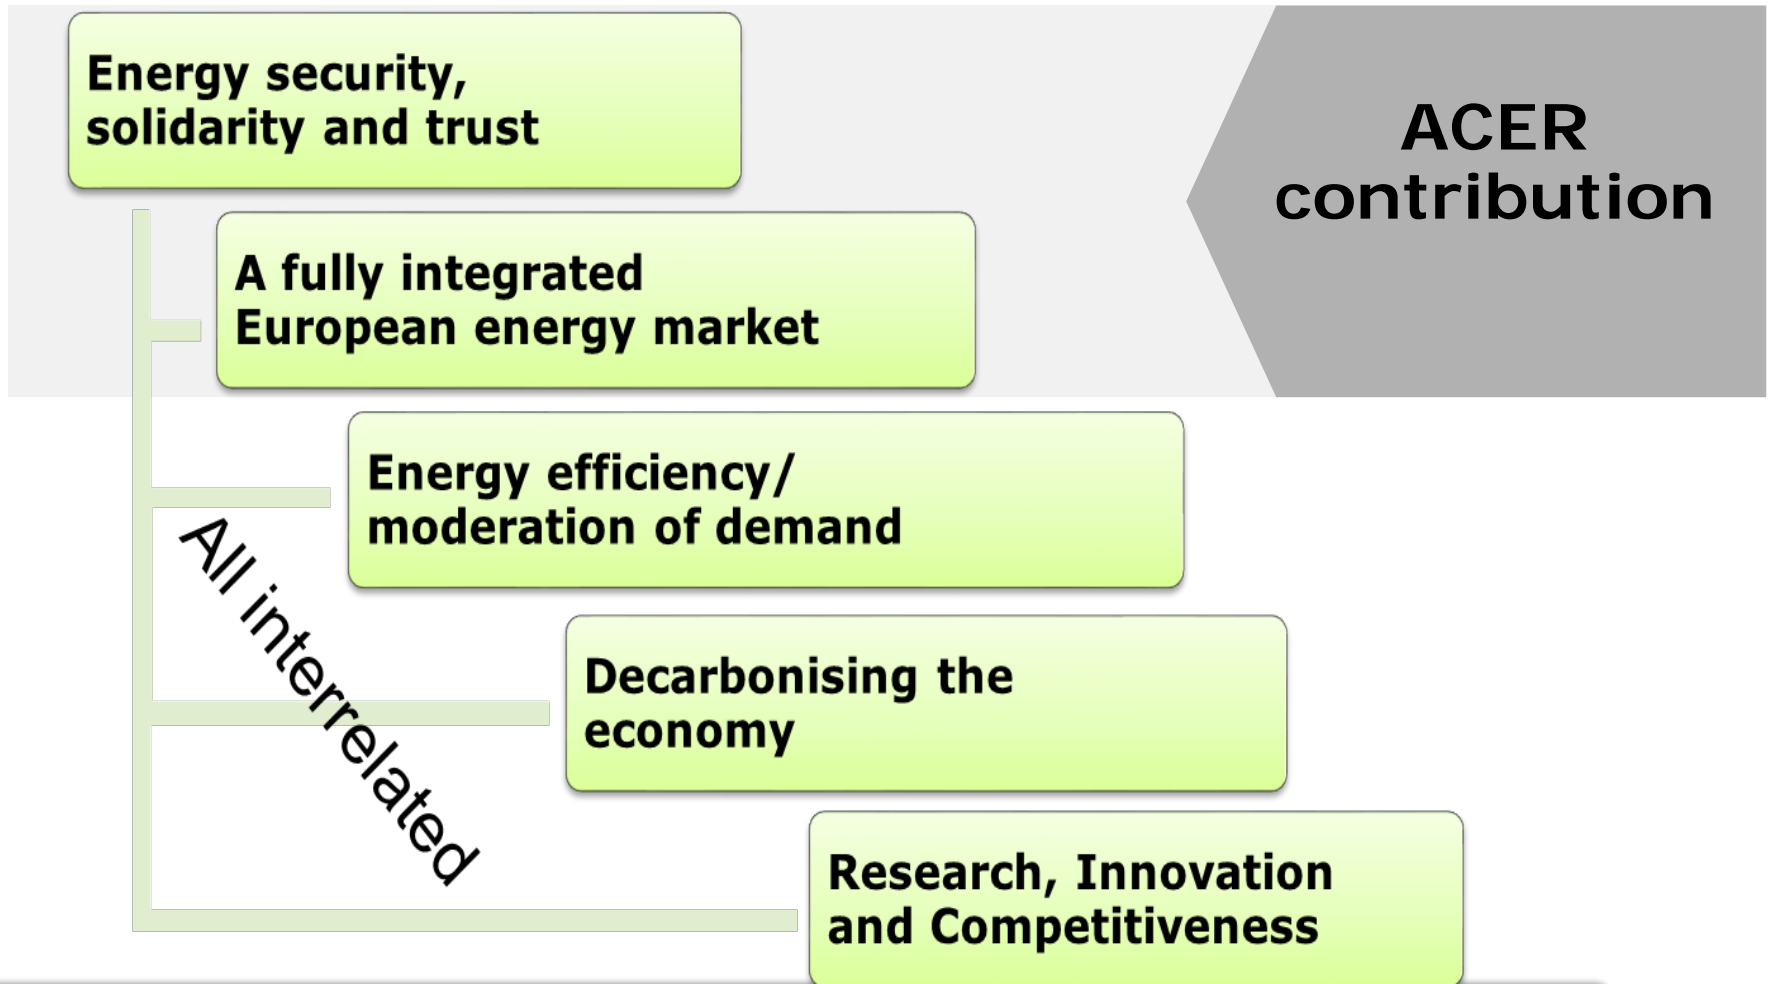 Energy security,
solidarity and trust
ACER
contribution
A fully integrated
European energy market
Energy efficiency/
moderation of demand
All interrelated
Decarbonising the
economy
Research, Innovation
and Competitiveness